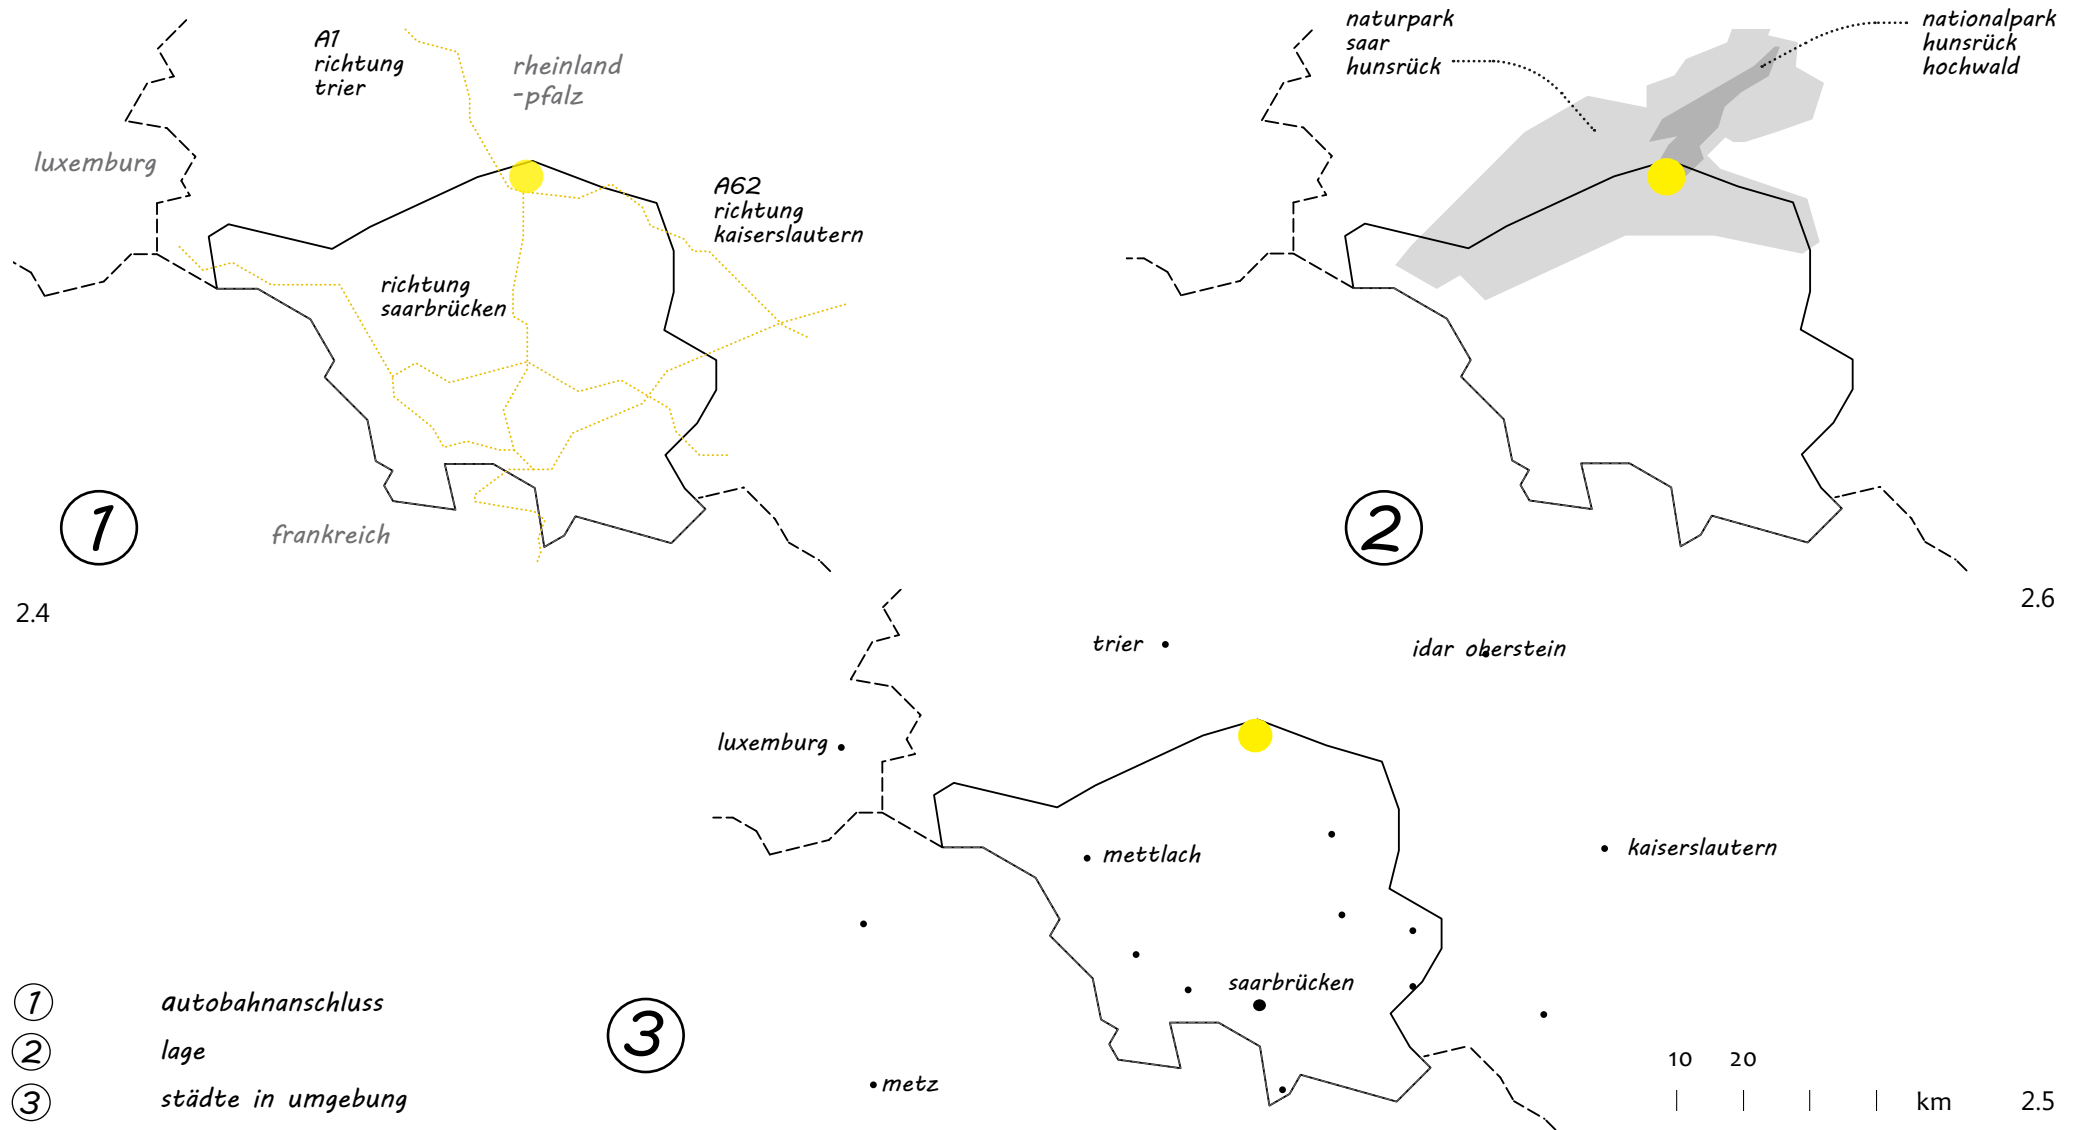 A1
richtung
trier
rheinland
-pfalz
luxemburg
A62
richtung
kaiserslautern
richtung
saarbrücken
frankreich
1
2.4
naturpark
saar
hunsrück
nationalpark
hunsrück
hochwald
2
2.6
trier
idar oberstein
luxemburg
mettlach
kaiserslautern
saarbrücken
metz
3
1 autobahnanschluss
2 lage
3 städte in umgebung
10 20
km
2.5